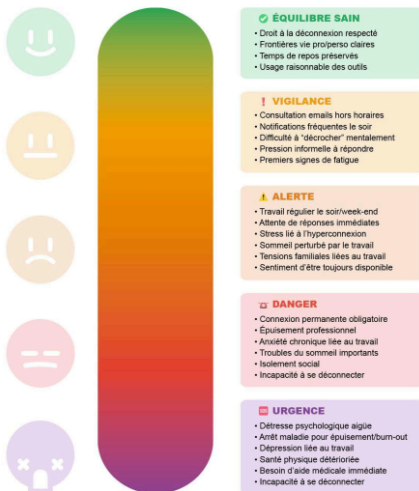 ÉQUILIBRE SAIN
• Droit à la déconnexion respecté
• Frontières vie pro/perso claires
• Temps de repos préservés
• Usage raisonnable des outils
VIGILANCE
• Consultation emails hors horaires
• Notifications fréquentes le soir
• Difficulté à "décrocher" mentalement
• Pression informelle à répondre
• Premiers signes de fatigue
ALERTE
• Travail régulier le soir/week-end
• Attente de réponses immédiates
• Stress lié à l'hyperconnexion
• Sommeil perturbé par le travail
• Tensions familiales liées au travail
• Sentiment d'être toujours disponible
DANGER
• Connexion permanente obligatoire
• Épuisement professionnel
• Anxiété chronique liée au travail
• Troubles du sommeil importants
• Isolement social
• Incapacité à se déconnecter
URGENCE
• Détresse psychologique aigüe
• Arrêt maladie pour épuisement/burn-out
• Dépression liée au travail
• Santé physique détériorée
• Besoin d'aide médicale immédiate
• Incapacité à se déconnecter